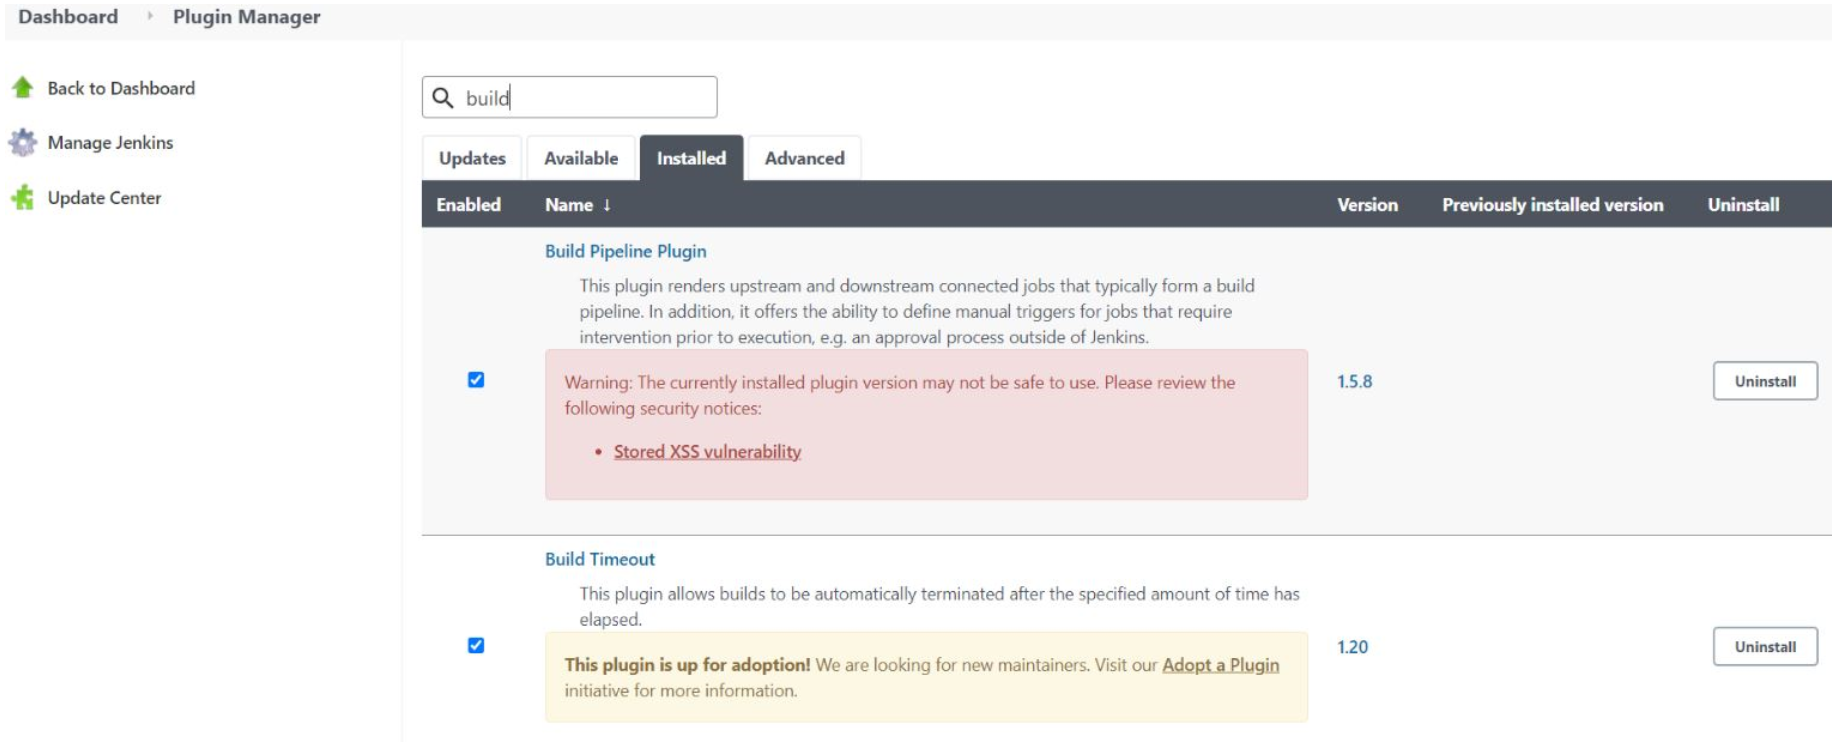 Dashboard Plugin Manager
Back to Dashboard
Manage Jenkins
Update Center
build
Updates Available Installed Advanced
Enabled Name ↓ Version Previously installed version Uninstall
Build Pipeline Plugin
This plugin renders upstream and downstream connected jobs that typically form a build
pipeline. In addition, it offers the ability to define manual triggers for jobs that require
intervention prior to execution, e.g. an approval process outside of Jenkins.
Warning: The currently installed plugin version may not be safe to use. Please review the
following security notices:
• Stored XSS vulnerability
1.5.8
Uninstall
Build Timeout
This plugin allows builds to be automatically terminated after the specified amount of time has
elapsed.
This plugin is up for adoption! We are looking for new maintainers. Visit our Adopt a Plugin
initiative for more information.
1.20
Uninstall